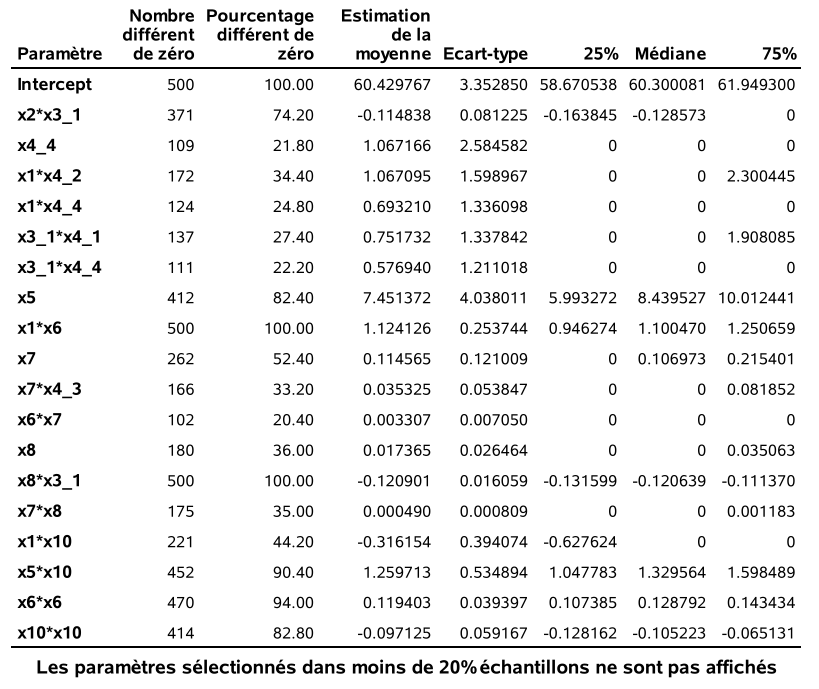 Nombre Pourcentage Estimation
différent différent de de la
Paramètre de zéro zéro moyenne Ecart-type 25% Médiane 75%
Intercept 500 100.00 60.429767 3.352850 58.670538 60.300081 61.949300
x2*x3_1 371 74.20 -0.114838 0.081225 -0.163845 -0.128573 0
x4_4 109 21.80 1.067166 2.584582 0 0 0
x1*x4_2 172 34.40 1.067095 1.598967 0 0 2.300445
x1*x4_4 124 24.80 0.693210 1.336098 0 0 0
x3_1*x4_1 137 27.40 0.751732 1.337842 0 0 1.908085
x3_1*x4_4 111 22.20 0.576940 1.211018 0 0 0
x5 412 82.40 7.451372 4.038011 5.993272 8.439527 10.012441
x1*x6 500 100.00 1.124126 0.253744 0.946274 1.100470 1.250659
x7 262 52.40 0.114565 0.121009 0 0.106973 0.215401
x7*x4_3 166 33.20 0.035325 0.053847 0 0 0.081852
x6*x7 102 20.40 0.003307 0.007050 0 0 0
x8 180 36.00 0.017365 0.026464 0 0 0.035063
x8*x3_1 500 100.00 -0.120901 0.016059 -0.131599 -0.120639 -0.111370
x7*x8 175 35.00 0.000490 0.000809 0 0 0.001183
x1*x10 221 44.20 -0.316154 0.394074 -0.627624 0 0
x5*x10 452 90.40 1.259713 0.534894 1.047783 1.329564 1.598489
x6*x6 470 94.00 0.119403 0.039397 0.107385 0.128792 0.143434
x10*x10 414 82.80 -0.097125 0.059167 -0.128162 -0.105223 -0.065131
Les paramètres sélectionnés dans moins de 20% échantillons ne sont pas affichés